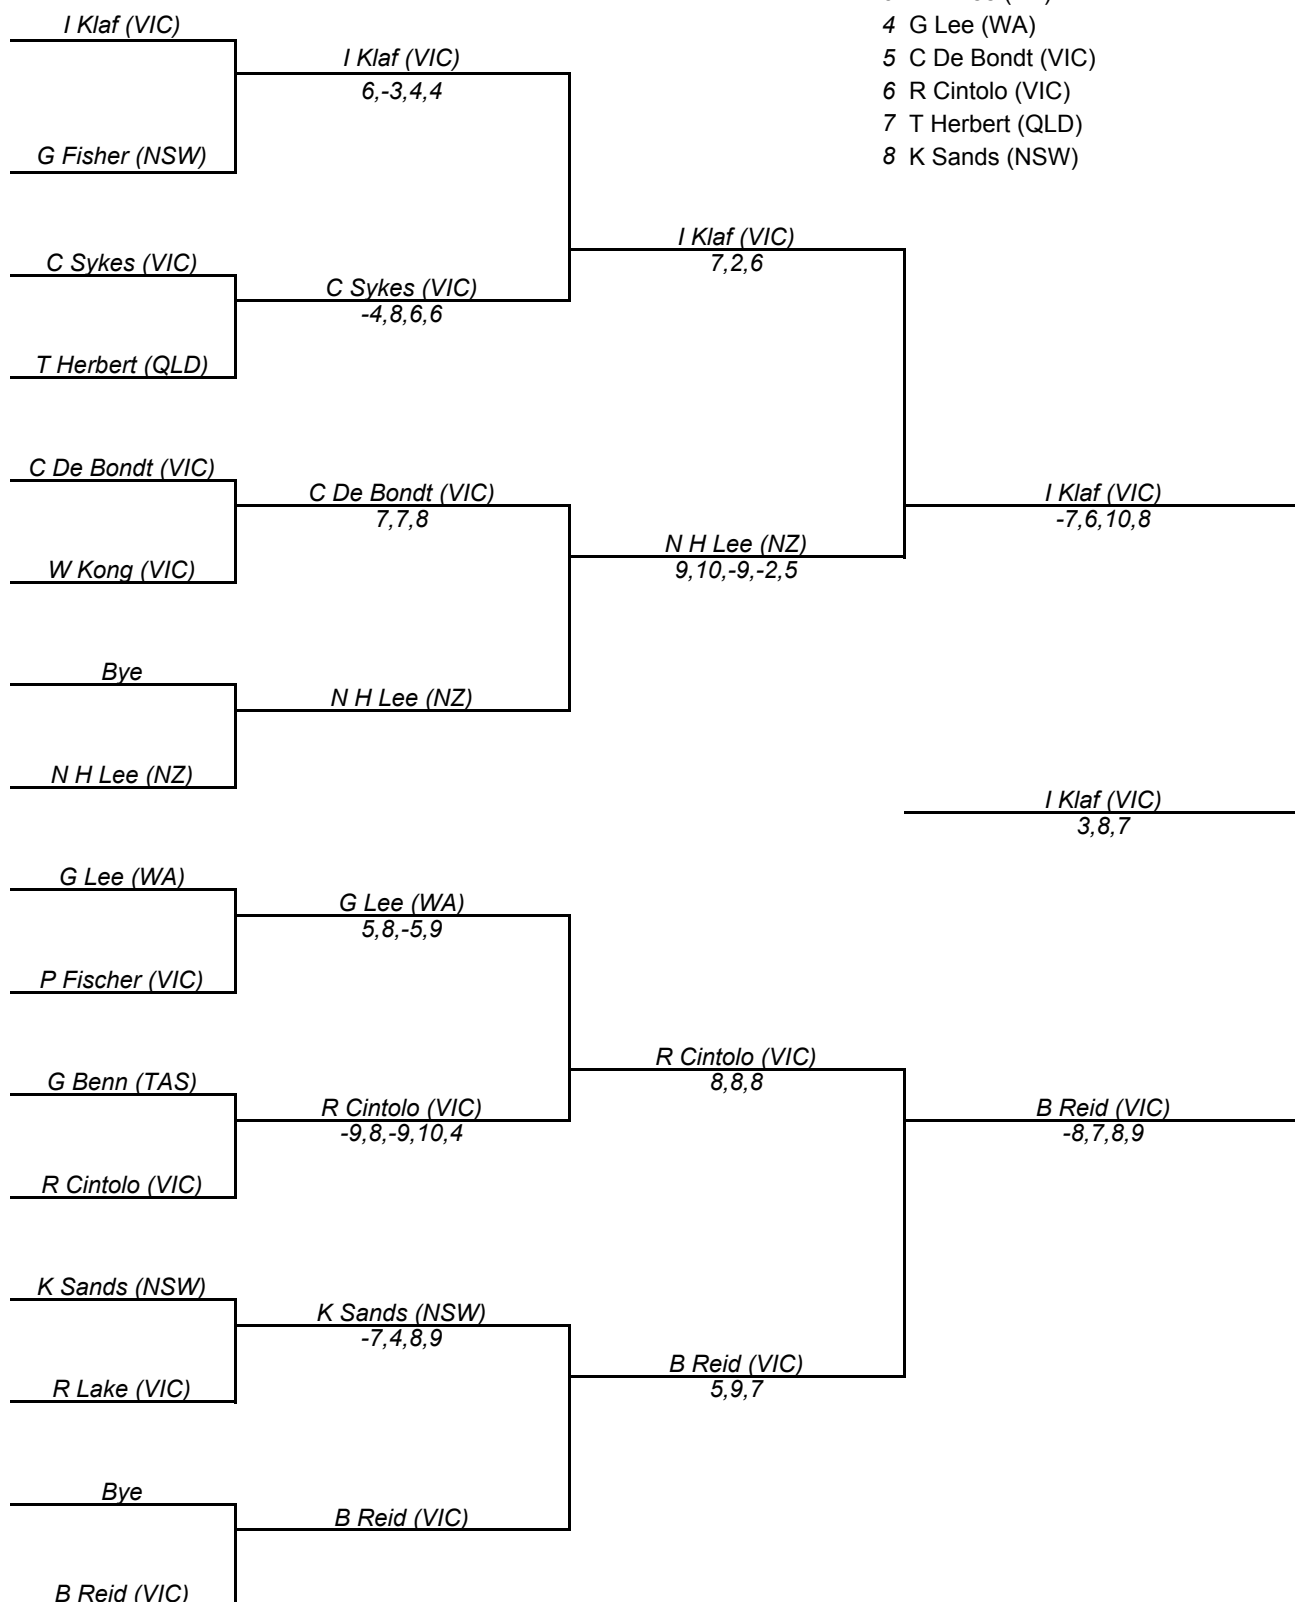 4 G Lee (WA)
5 C De Bondt (VIC)
6 R Cintolo (VIC)
7 T Herbert (QLD)
8 K Sands (NSW)
I Klaf (VIC)
I Klaf (VIC)
6,-3,4,4
G Fisher (NSW)
I Klaf (VIC)
7,2,6
C Sykes (VIC)
C Sykes (VIC)
-4,8,6,6
T Herbert (QLD)
C De Bondt (VIC)
C De Bondt (VIC)
7,7,8
I Klaf (VIC)
-7,6,10,8
N H Lee (NZ)
9,10,-9,-2,5
W Kong (VIC)
Bye
N H Lee (NZ)
N H Lee (NZ)
I Klaf (VIC)
3,8,7
G Lee (WA)
G Lee (WA)
5,8,-5,9
P Fischer (VIC)
R Cintolo (VIC)
8,8,8
G Benn (TAS)
R Cintolo (VIC)
-9,8,-9,10,4
B Reid (VIC)
-8,7,8,9
R Cintolo (VIC)
K Sands (NSW)
K Sands (NSW)
-7,4,8,9
B Reid (VIC)
5,9,7
R Lake (VIC)
Bye
B Reid (VIC)
B Reid (VIC)